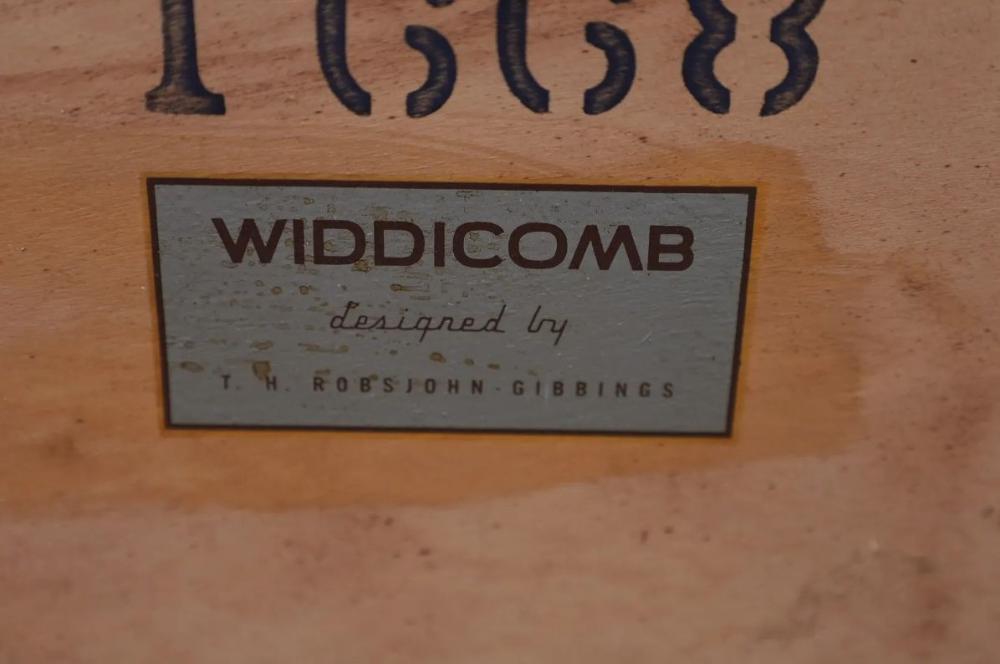 1668
WIDDICOMB
designed by
T. H. ROBSJOHN-GIBBINGS